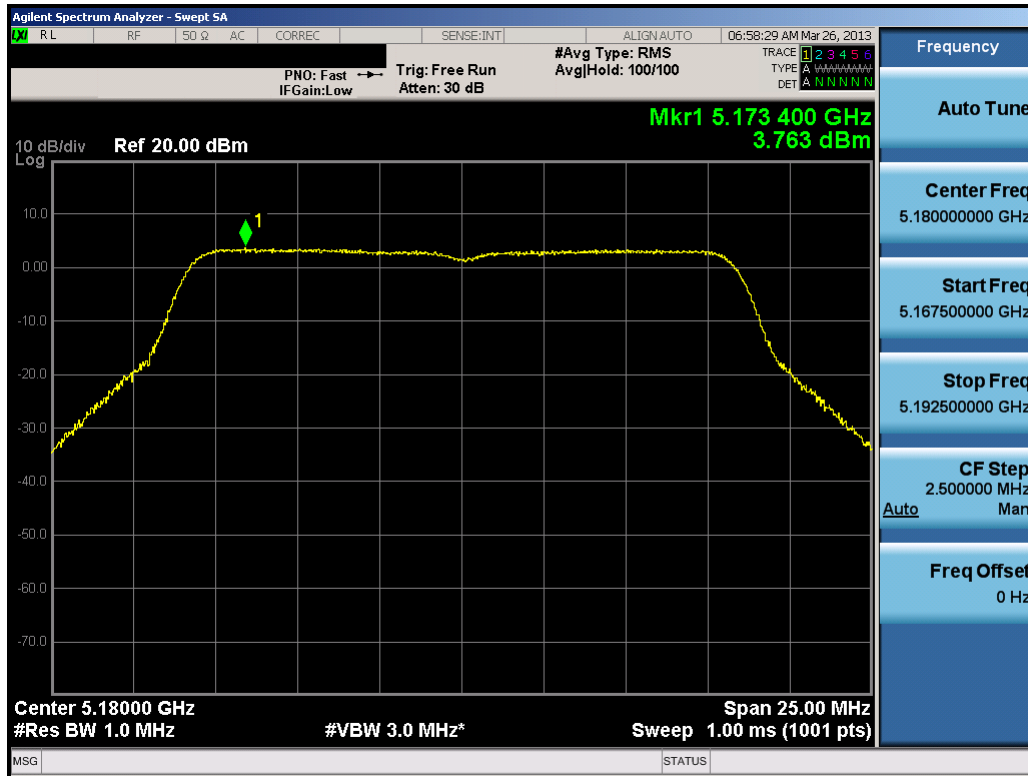 Agilent Spectrum Analyzer - Swept SA
LXI RL RF 50 Ω AC CORREC SENSE:INT ALIGNAUTO 06:58:29 AM Mar 26, 2013
PNO: Fast
IFGain:Low
Trig: Free Run
Atten: 30 dB
#Avg Type: RMS
Avg|Hold: 100/100
TRACE 1 2 3 4 5 6
TYPE A WWWWW
DET A N N N N N
Mkr1 5.173 400 GHz
3.763 dBm
10 dB/div Ref 20.00 dBm
Log
10.0
0.00
-10.0
-20.0
-30.0
-40.0
-50.0
-60.0
-70.0
1
Center 5.18000 GHz Span 25.00 MHz
#Res BW 1.0 MHz #VBW 3.0 MHz* Sweep 1.00 ms (1001 pts)
MSG STATUS
Frequency
Auto Tune
Center Freq
5.180000000 GHz
Start Freq
5.167500000 GHz
Stop Freq
5.192500000 GHz
CF Step
2.500000 MHz
Auto Man
Freq Offset
0 Hz